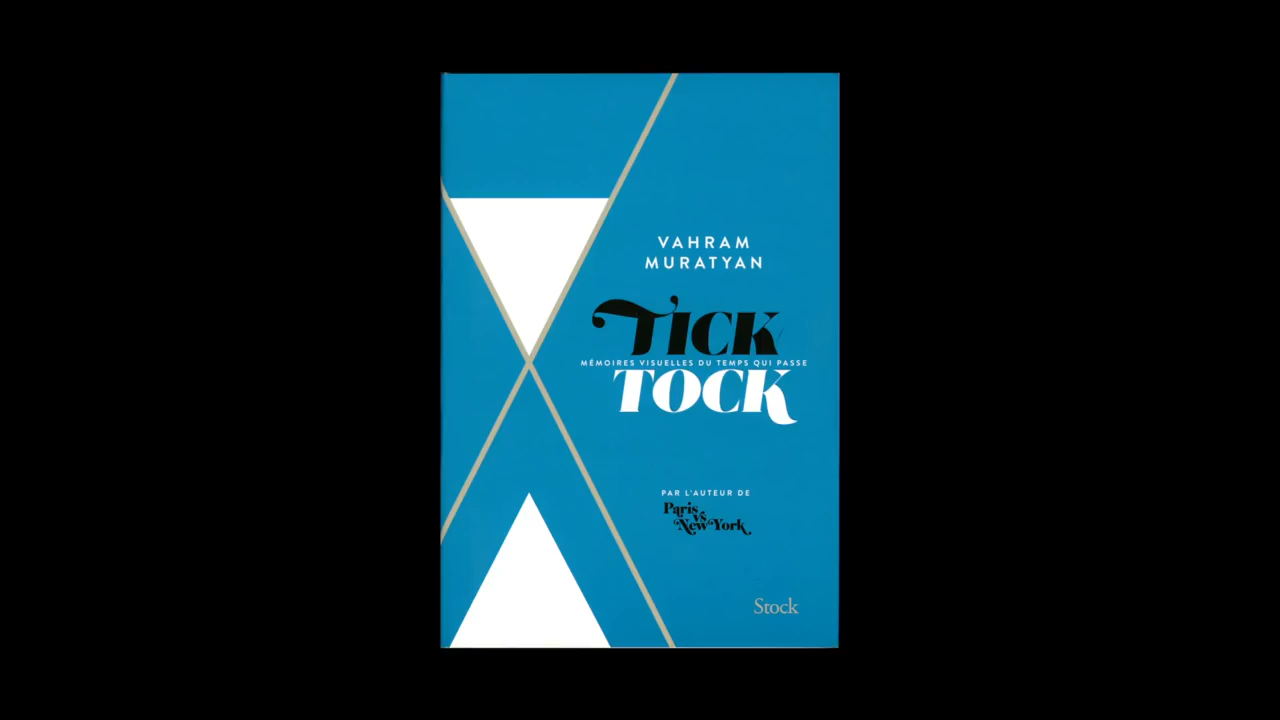 VAHRAM
MURATYAN
TICK
MÉMOIRES VISUELLES DU TEMPS QUI PASSE
TOCK
PAR L'AUTEUR DE
Paris
vs
New York
Stock